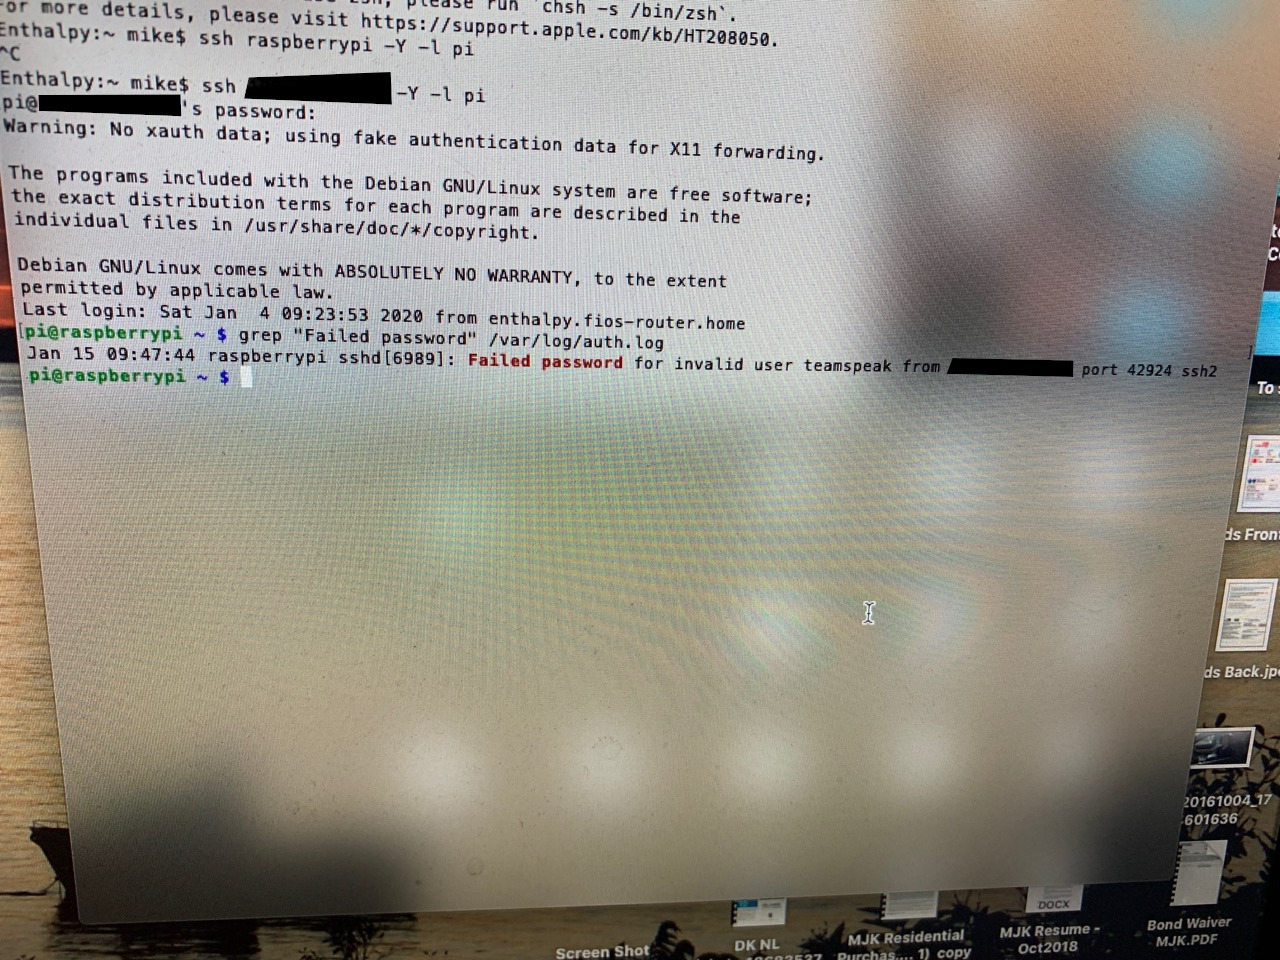 please run `chsh -s /bin/zsh`.
For more details, please visit https://support.apple.com/kb/HT208050.
Enthalpy:~ mike$ ssh raspberrypi -Y -l pi
^C
Enthalpy:~ mike$ ssh -Y -l pi
pi@'s password:
Warning: No xauth data; using fake authentication data for X11 forwarding.
The programs included with the Debian GNU/Linux system are free software;
the exact distribution terms for each program are described in the
individual files in /usr/share/doc/*/copyright.
Debian GNU/Linux comes with ABSOLUTELY NO WARRANTY, to the extent
permitted by applicable law.
Last login: Sat Jan  4 09:23:53 2020 from enthalpy.fios-router.home
[pi@raspberrypi ~ $ grep "Failed password" /var/log/auth.log ]
Jan 15 09:47:44 raspberrypi sshd[6989]: Failed password for invalid user teamspeak from port 42924 ssh2
pi@raspberrypi ~ $
To
ds Front
ds Back.jp
20161004_17
601636
Bond Waiver
MJK.PDF
DOCX
MJK Resume -
Oct2018
MJK Residential
Purchas.... 1) copy
DK NL
Screen Shot